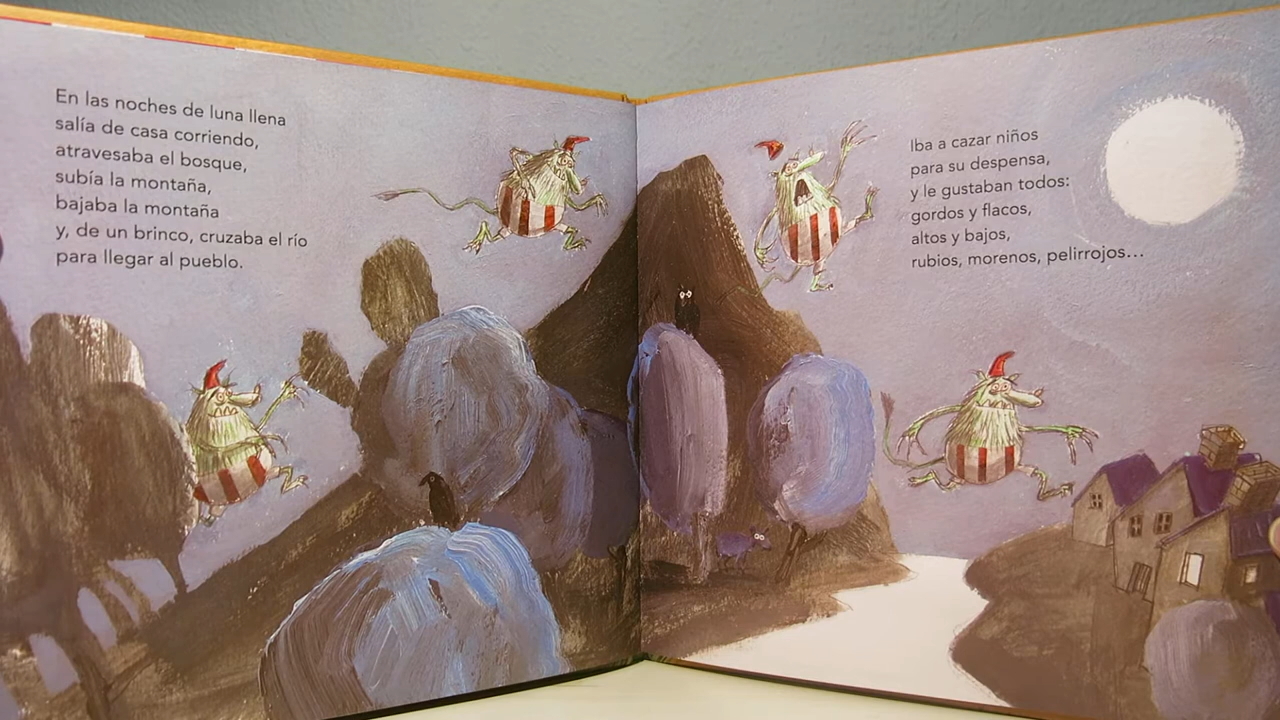 En las noches de luna llena
salía de casa corriendo,
atravesaba el bosque,
subía la montaña,
bajaba la montaña
y, de un brinco, cruzaba el río
para llegar al pueblo.
Iba a cazar niños
para su despensa,
y le gustaban todos:
gordos y flacos,
altos y bajos,
rubios, morenos, pelirrojos...